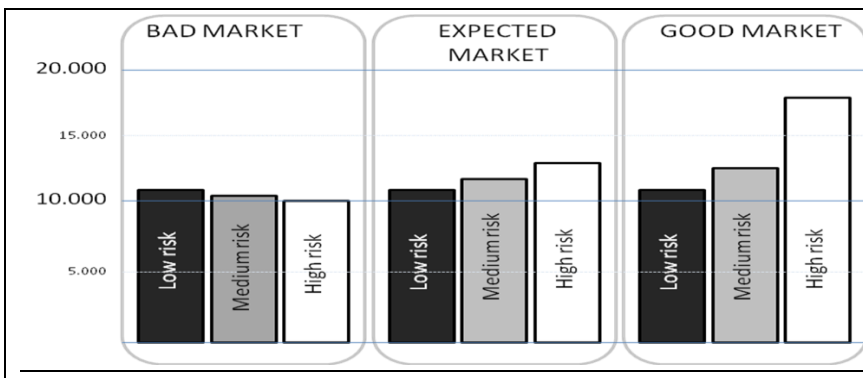 BAD MARKET
EXPECTED
MARKET
GOOD MARKET
20.000
15.000
10.000
5.000
Low risk
Medium risk
High risk
Low risk
Medium risk
High risk
Low risk
Medium risk
High risk